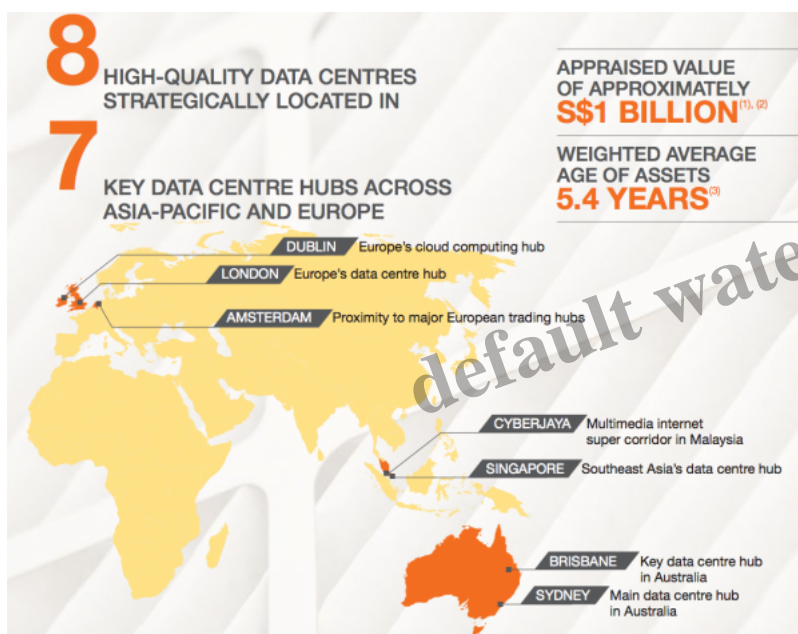 8
HIGH-QUALITY DATA CENTRES
STRATEGICALLY LOCATED IN
7
KEY DATA CENTRE HUBS ACROSS
ASIA-PACIFIC AND EUROPE
APPRAISED VALUE
OF APPROXIMATELY
S$1 BILLION(1), (2)
WEIGHTED AVERAGE
AGE OF ASSETS
5.4 YEARS(3)
DUBLIN Europe's cloud computing hub
LONDON Europe's data centre hub
AMSTERDAM Proximity to major European trading hubs
default wate
CYBERJAYA Multimedia internet
super corridor in Malaysia
SINGAPORE Southeast Asia's data centre hub
BRISBANE Key data centre hub
in Australia
SYDNEY Main data centre hub
in Australia